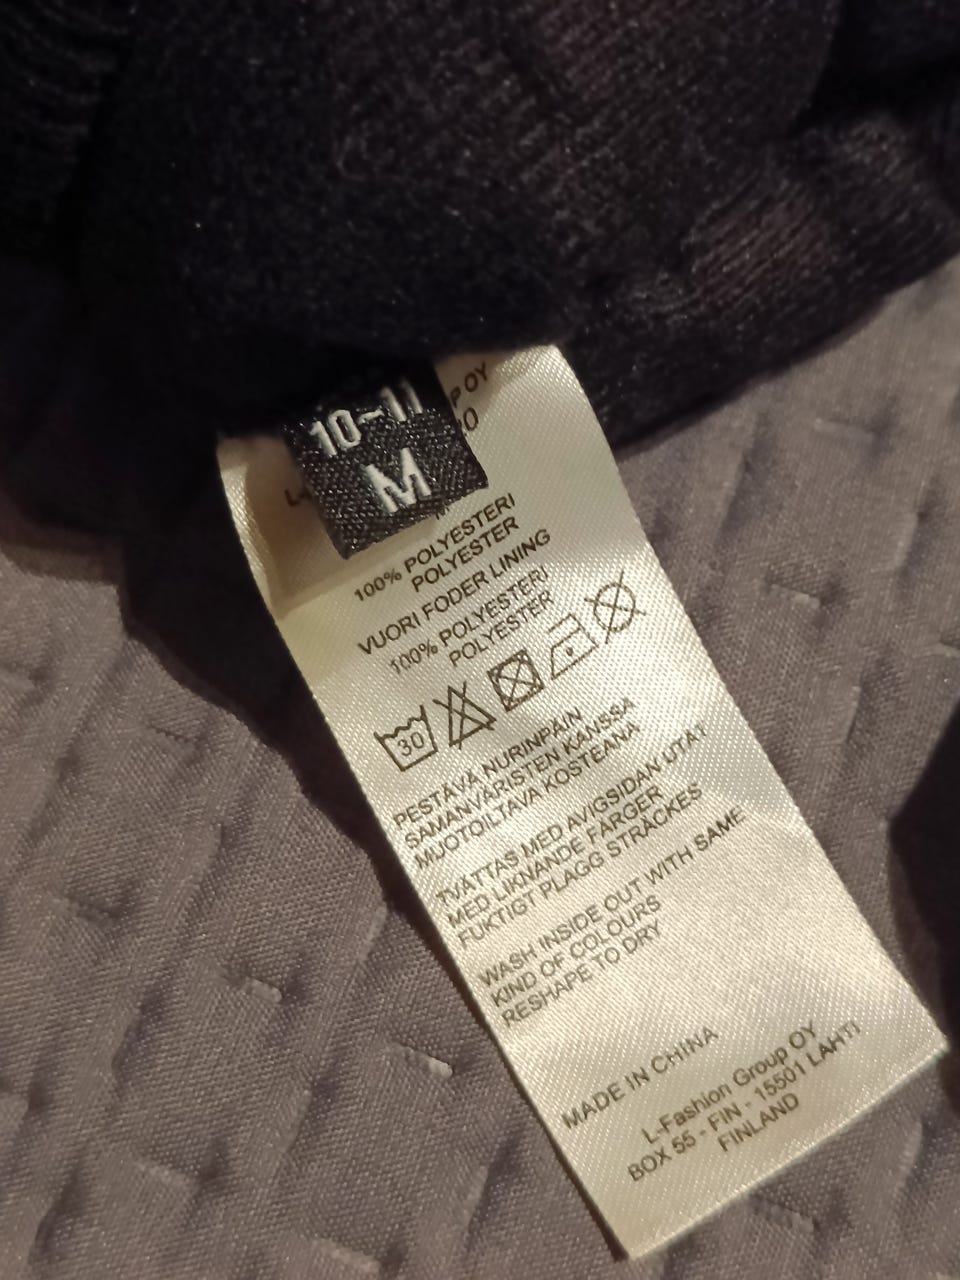 10-11
M
P OY
100% POLYESTERI
POLYESTER
VUORI FODER LINING
100% POLYESTERI
POLYESTER
30
PESTÄVÄ NURINPÄIN
SAMANVÄRISTEN KANSSA
MUOTOILTAVA KOSTEANA
TVÄTTAS MED AVIGSIDAN UTÅT
MED LIKNANDE FÄRGER
FUKTIGT PLAGG STRÄCKES
WASH INSIDE OUT WITH SAME
KIND OF COLOURS
RESHAPE TO DRY
MADE IN CHINA
L-Fashion Group OY
BOX 55 - FIN - 15501 LAHTI
FINLAND